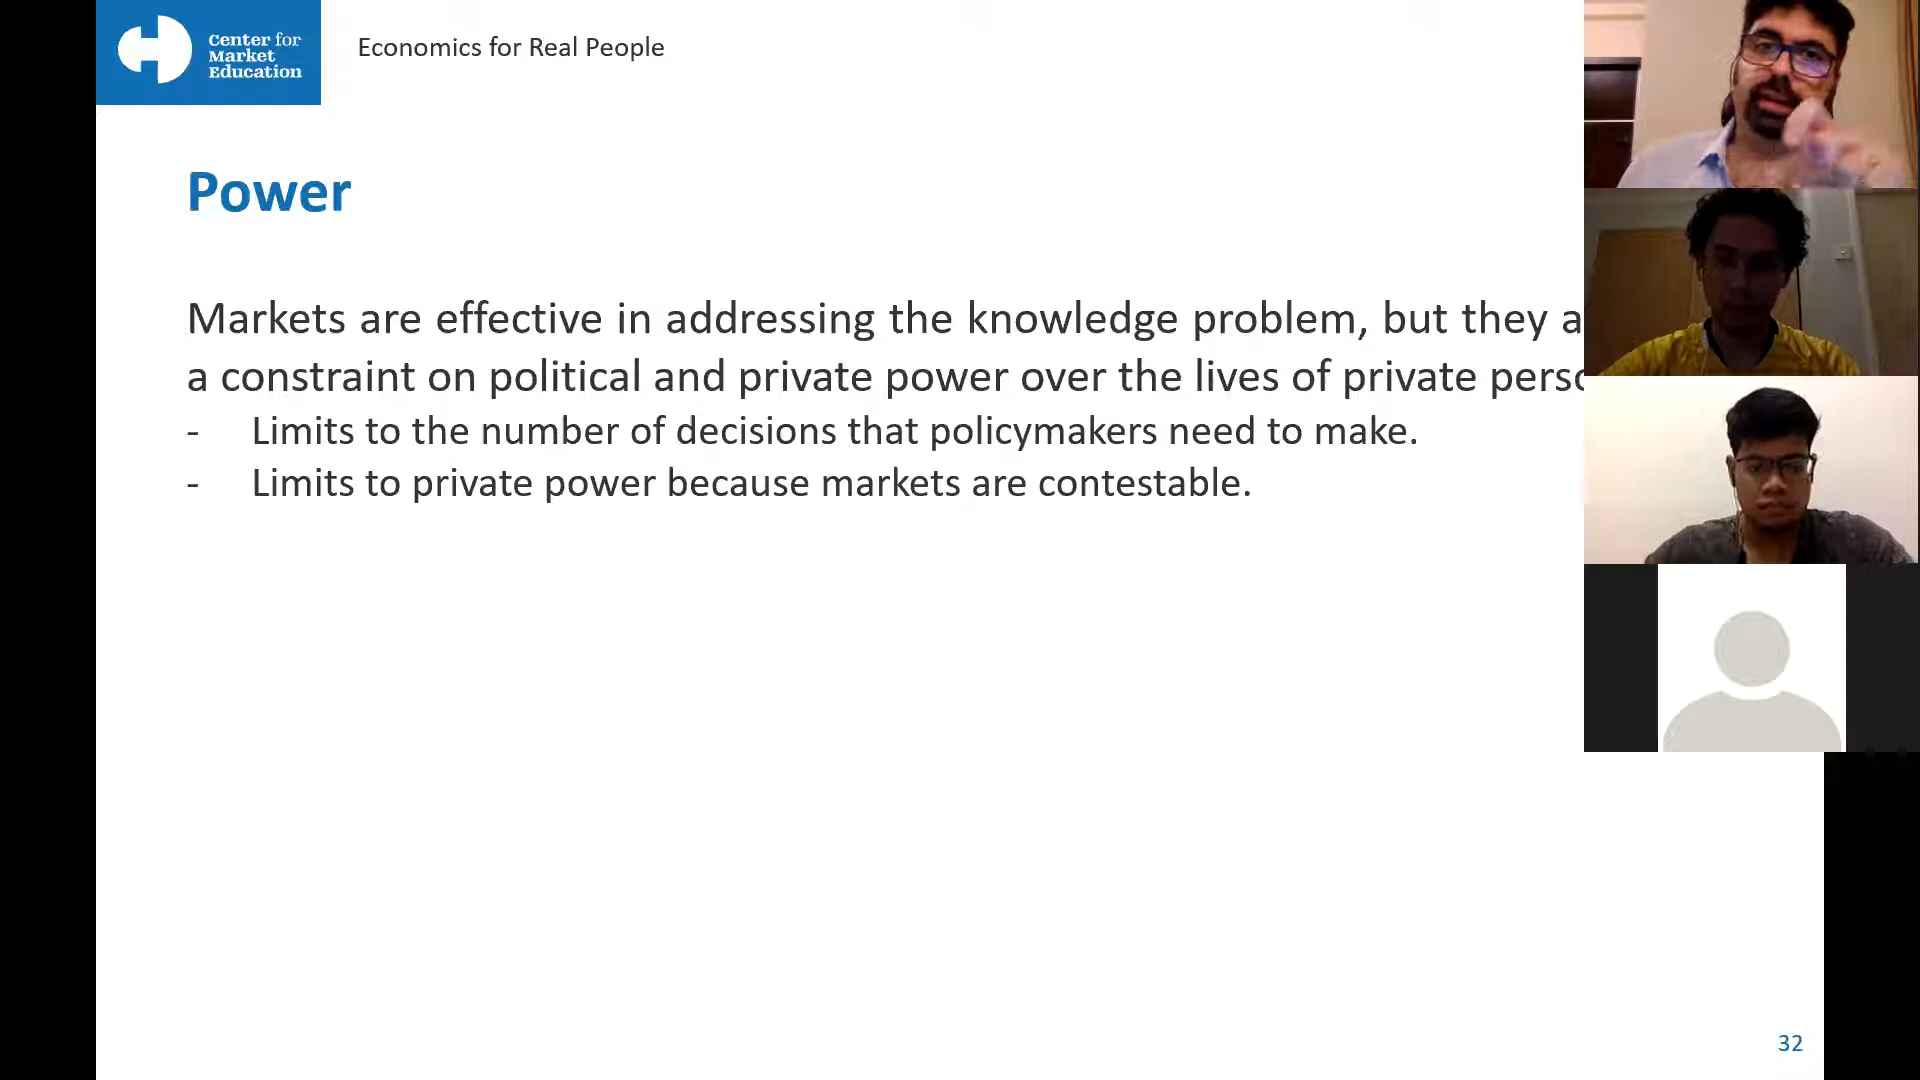 Center for
Market
Education
Economics for Real People
Power
Markets are effective in addressing the knowledge problem, but they
a constraint on political and private power over the lives of private
- Limits to the number of decisions that policymakers need to make.
- Limits to private power because markets are contestable.
32